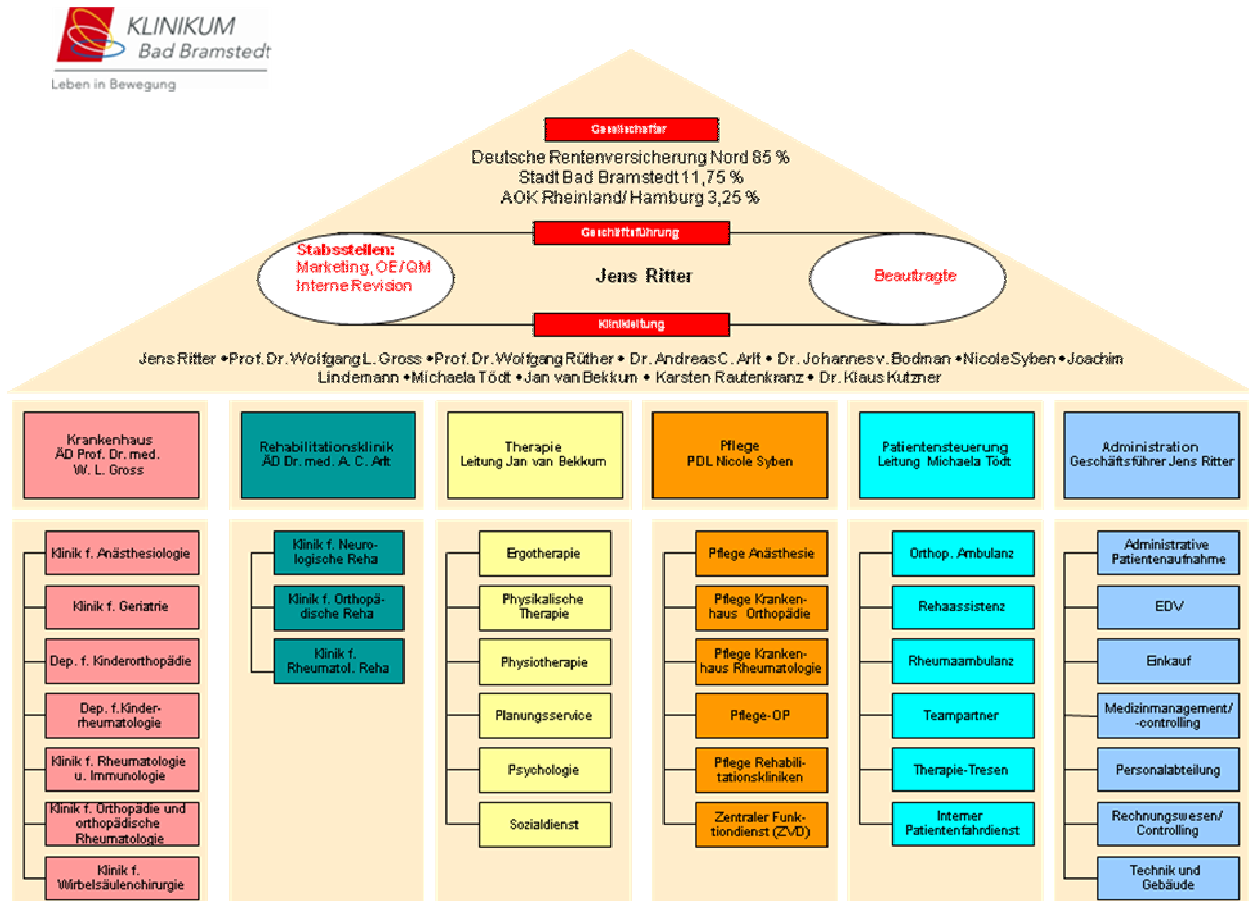 KLINIKUM
Bad Bramstedt
Leben in Bewegung
Gesellschafter
Deutsche Rentenversicherung Nord 85 %
Stadt Bad Bramstedt 11,75 %
AOK Rheinland/ Hamburg 3,25 %
Geschäftsführung
Stabsstellen:
Marketing, OE/QM
Interne Revision
Jens Ritter
Beauftragte
Klinikleitung
Jens Ritter •Prof. Dr. Wolfgang L. Gross •Prof. Dr. Wolfgang Rüther • Dr. Andreas C. Arlt • Dr. Johannes v. Bodman •Nicole Syben •Joachim
Lindemann •Michaela Tödt •Jan van Bekkum • Karsten Rautenkranz • Dr. Klaus Kutzner
Krankenhaus
ÄD Prof. Dr. med.
W. L. Gross
Rehabilitationsklinik
ÄD Dr. med. A. C. Arlt
Therapie
Leitung Jan van Bekkum
Pflege
PDL Nicole Syben
Patientensteuerung
Leitung Michaela Tödt
Administration
Geschäftsführer Jens Ritter
Klinik f. Anästhesiologie
Klinik f. Geriatrie
Dep. f. Kinderorthopädie
Dep. f. Kinder-
rheumatologie
Klinik f. Rheumatologie
u. Immunologie
Klinik f. Orthopädie und
orthopädische
Rheumatologie
Klinik f.
Wirbelsäulenchirurgie
Klinik f. Neuro-
logische Reha
Klinik f. Orthopä-
dische Reha
Klinik f.
Rheumatol. Reha
Ergotherapie
Physikalische
Therapie
Physiotherapie
Planungsservice
Psychologie
Sozialdienst
Pflege Anästhesie
Pflege Kranken-
haus Orthopädie
Pflege Kranken-
haus Rheumatologie
Pflege-OP
Pflege Rehabili-
tationskliniken
Zentraler Funk-
tiondienst (ZVD)
Orthop. Ambulanz
Rehaassistenz
Rheumaambulanz
Teampartner
Therapie-Tresen
Interner
Patientenfahrdienst
Administrative
Patientenaufnahme
EDV
Einkauf
Medizinmanagement/
-controlling
Personalabteilung
Rechnungswesen/
Controlling
Technik und
Gebäude